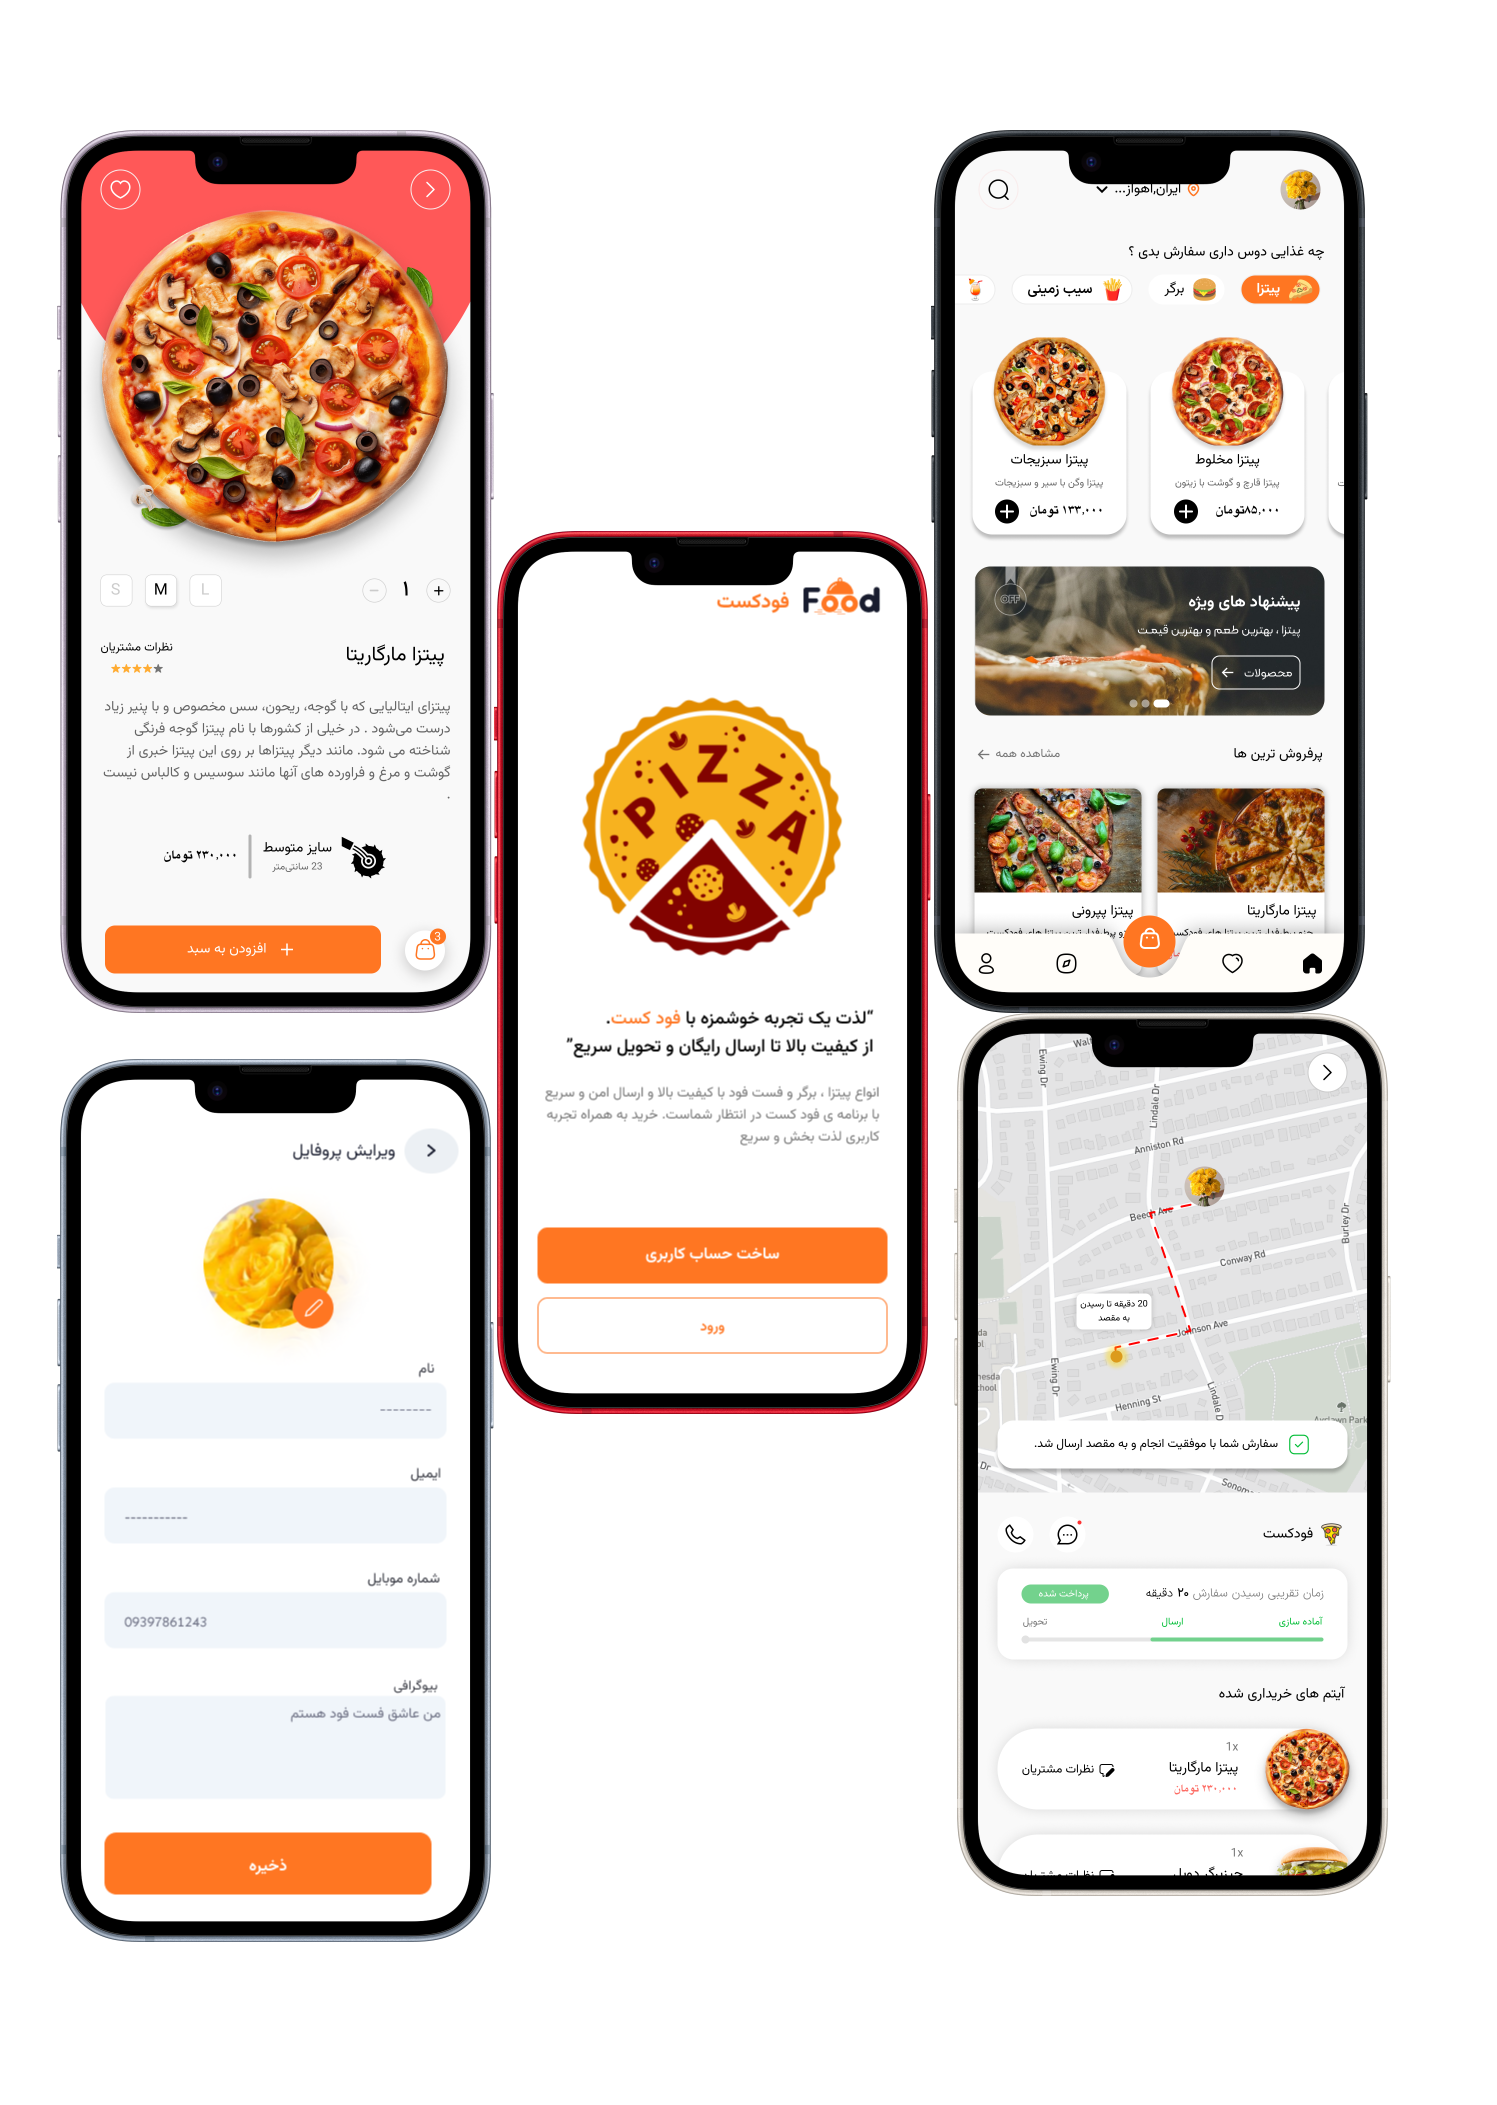 S
M
L
۱
نظرات مشتریان
پیتزا مارگاریتا
پیتزای ایتالیایی که با گوجه، ریحون، سس مخصوص و با پنیر زیاد
درست می‌شود . در خیلی از کشورها با نام پیتزا گوجه فرنگی
شناخته می شود. مانند دیگر پیتزاها بر روی این پیتزا خبری از
گوشت و مرغ و فراورده های آنها مانند سوسیس و کالباس نیست
.
سایز متوسط
23 سانتی‌متر
۲۳۰,۰۰۰ تومان
افزودن به سبد
3
Food
فودکست
PIZZA
“لذت یک تجربه خوشمزه با فود کست.
از کیفیت بالا تا ارسال رایگان و تحویل سریع”
انواع پیتزا ، برگر و فست فود با کیفیت بالا و ارسال امن و سریع
با برنامه ی فود کست در انتظار شماست. خرید به همراه تجربه
کاربری لذت بخش و سریع
ساخت حساب کاربری
ورود
ایران,اهواز...
چه غذایی دوس داری سفارش بدی ؟
پیتزا
برگر
سیب زمینی
پیتزا مخلوط
پیتزا قارچ و گوشت با زیتون
۸۵,۰۰۰تومان
پیتزا سبزیجات
پیتزا وگن با سیر و سبزیجات
۱۳۳,۰۰۰ تومان
OFF
پیشنهاد های ویژه
پیتزا ، بهترین طعم و بهترین قیمت
محصولات
پرفروش ترین ها
مشاهده همه
پیتزا مارگاریتا
پیتزا پپرونی
ویرایش پروفایل
نام
--------
ایمیل
-----------
شماره موبایل
09397861243
بیوگرافی
من عاشق فست فود هستم
ذخیره
Ewing Dr
Lindale Dr
Anniston Rd
Beech Ave
Burley Dr
Conway Rd
20 دقیقه تا رسیدن
به مقصد
Johnson Ave
Ewing Dr
Henning St
Lindale D
سفارش شما با موفقیت انجام و به مقصد ارسال شد.
Dr
فودکست
زمان تقریبی رسیدن سفارش ۲۰ دقیقه
پرداخت شده
آماده سازی
ارسال
تحویل
آیتم های خریداری شده
1x
پیتزا مارگاریتا
۲۳۰,۰۰۰ تومان
نظرات مشتریان
1x
چیزبرگر دوبل
نظرات مشتریان